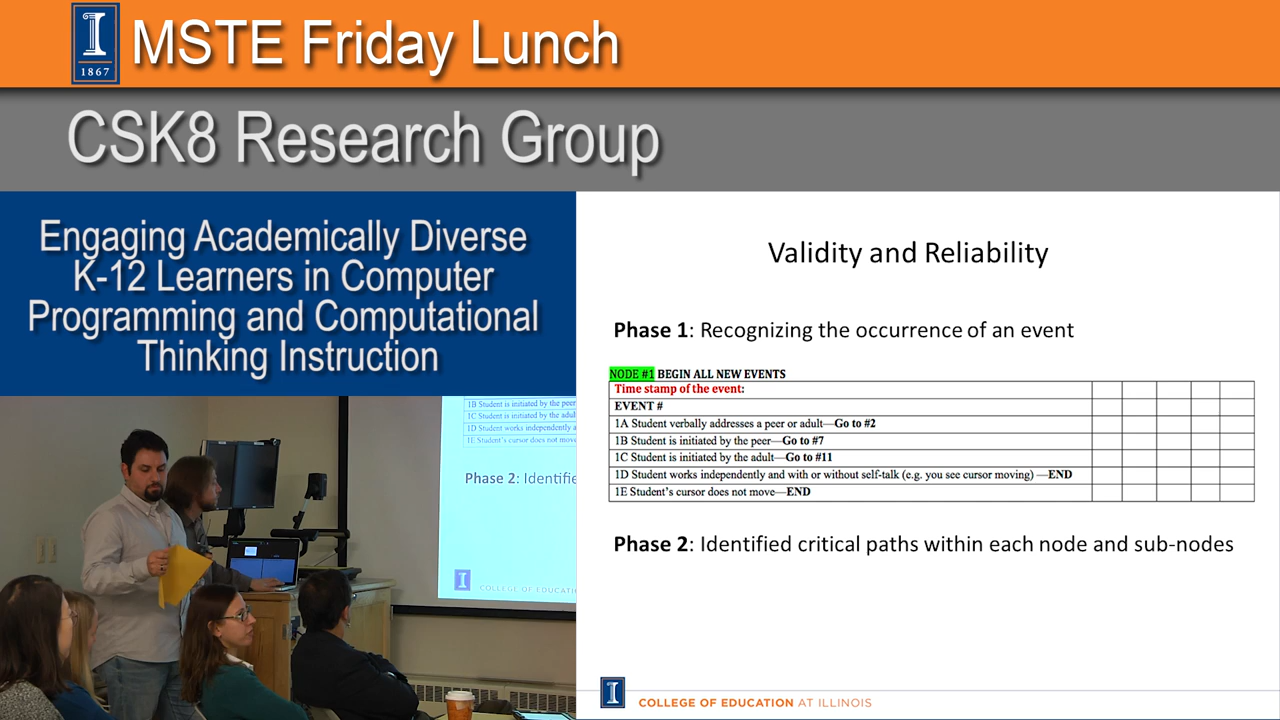 I
1867
MSTE Friday Lunch
CSK8 Research Group
Engaging Academically Diverse
K-12 Learners in Computer
Programming and Computational
Thinking Instruction
Validity and Reliability
Phase 1: Recognizing the occurrence of an event
NODE #1 BEGIN ALL NEW EVENTS
Time stamp of the event:
EVENT #
1A Student verbally addresses a peer or adult—Go to #2
1B Student is initiated by the peer—Go to #7
1C Student is initiated by the adult—Go to #11
1D Student works independently and with or without self-talk (e.g. you see cursor moving) —END
1E Student's cursor does not move—END
Phase 2: Identified critical paths within each node and sub-nodes
I
COLLEGE OF EDUCATION AT ILLINOIS
1B Student is initiated by the peer
1C Student is initiated by the adul
1D Student works independently a
1E Student's cursor does not mov
Phase 2: Identifie
I
COLLEGE OF EDUCATI